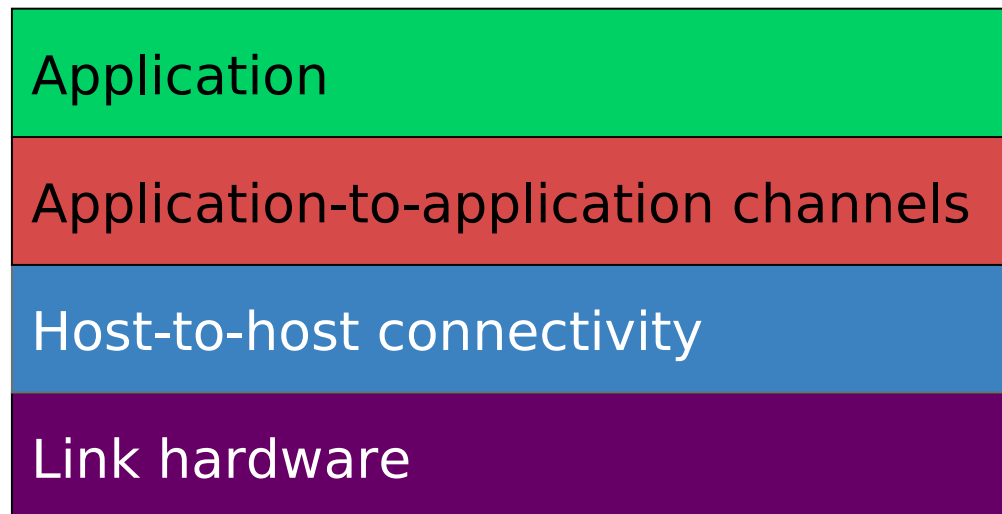 Application
Application-to-application channels
Host-to-host connectivity
Link hardware